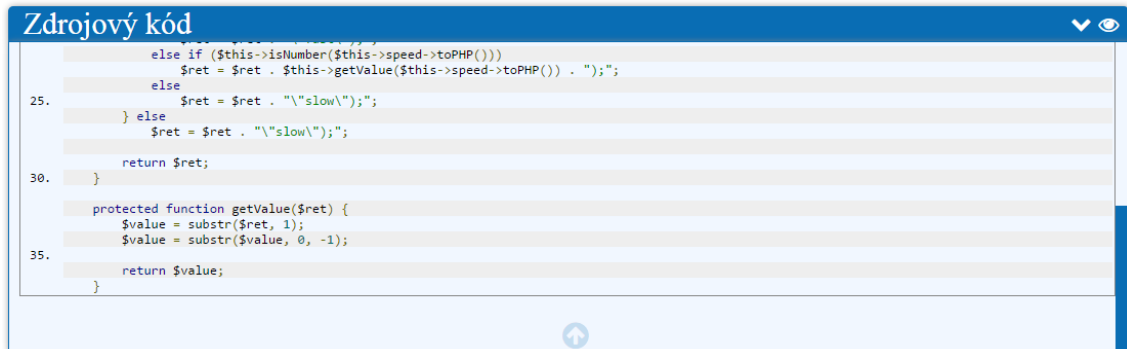 Zdrojový kód
else if ($this->isNumber($this->speed->toPHP()))
$ret = $ret . $this->getValue($this->speed->toPHP()) . ");";
else
25. $ret = $ret . "\"slow\");";
} else
$ret = $ret . "\"slow\");";
return $ret;
30. }
protected function getValue($ret) {
$value = substr($ret, 1);
$value = substr($value, 0, -1);
35.
return $value;
}